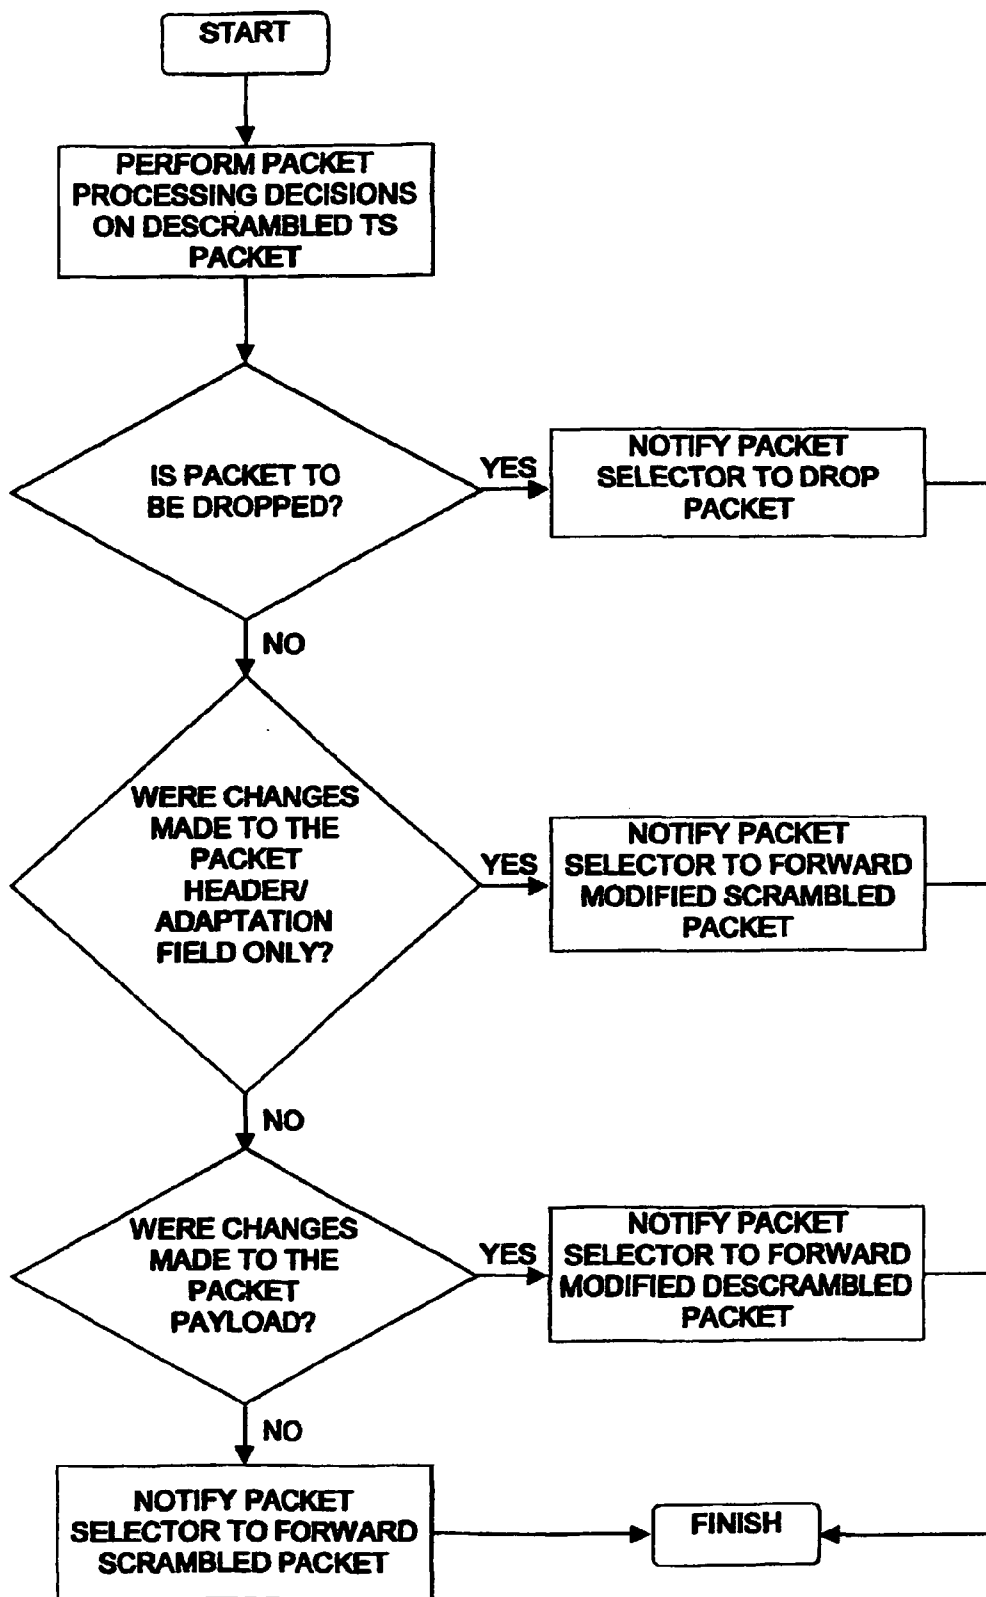 START
PERFORM PACKET
PROCESSING DECISIONS
ON DESCRAMBLED TS
PACKET
IS PACKET TO
BE DROPPED?
YES
NOTIFY PACKET
SELECTOR TO DROP
PACKET
NO
WERE CHANGES
MADE TO THE
PACKET
HEADER/
ADAPTATION
FIELD ONLY?
YES
NOTIFY PACKET
SELECTOR TO FORWARD
MODIFIED SCRAMBLED
PACKET
NO
WERE CHANGES
MADE TO THE
PACKET
PAYLOAD?
YES
NOTIFY PACKET
SELECTOR TO FORWARD
MODIFIED DESCRAMBLED
PACKET
NO
NOTIFY PACKET
SELECTOR TO FORWARD
SCRAMBLED PACKET
FINISH